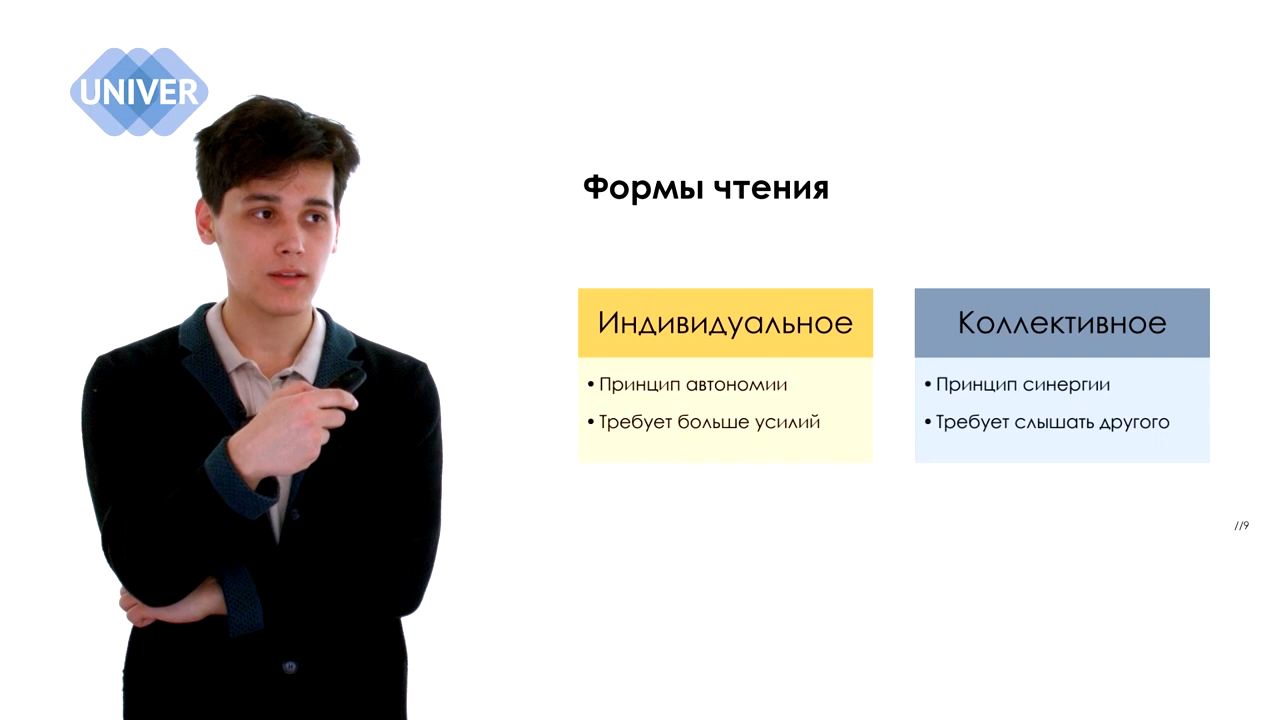 UNIVER
Формы чтения
Индивидуальное
• Принцип автономии
• Требует больше усилий
Коллективное
• Принцип синергии
• Требует слышать другого
//9